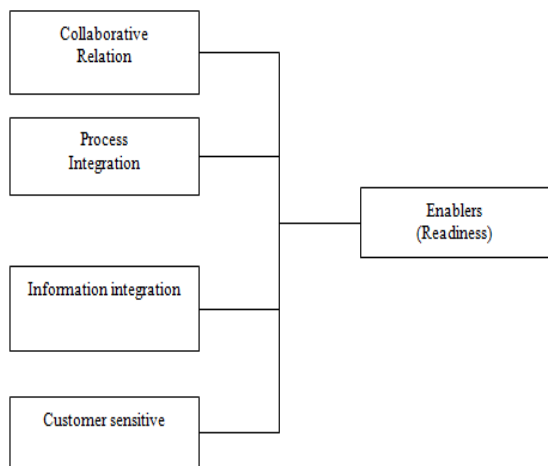 Collaborative
Relation
Process
Integration
Enablers
(Readiness)
Information integration
Customer sensitive